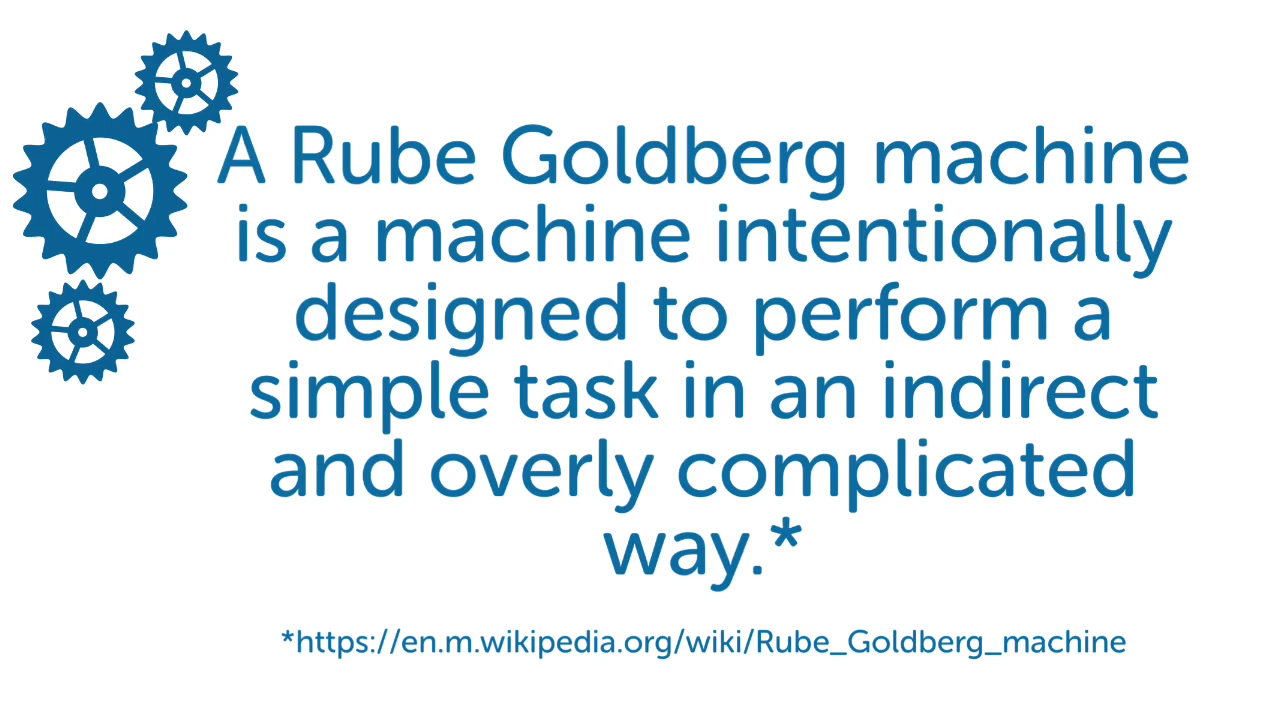 A Rube Goldberg machine
is a machine intentionally
designed to perform a
simple task in an indirect
and overly complicated
way.*
*https://en.m.wikipedia.org/wiki/Rube_Goldberg_machine